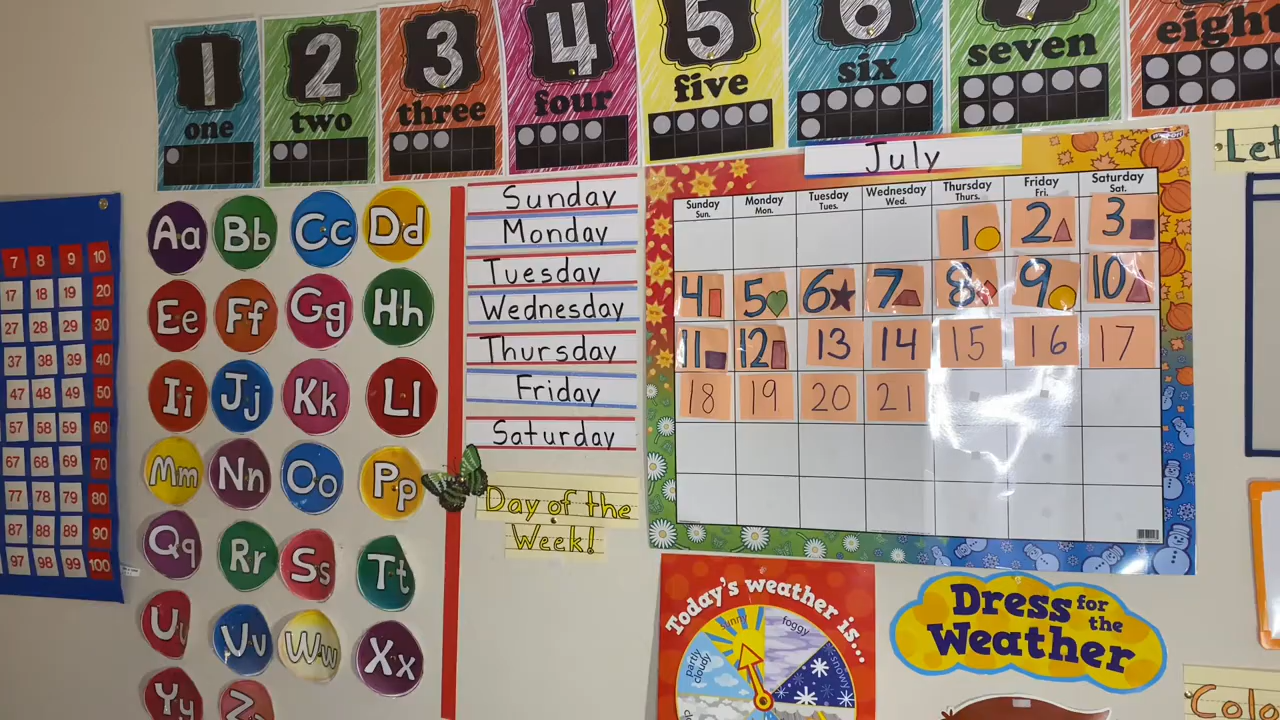 1
one
2
two
3
three
4
four
5
five
6
six
7
seven
eight
Let
July
Sunday Monday Tuesday Wednesday Thursday Friday Saturday
Sun. Mon. Tues. Wed. Thurs. Fri. Sat.
1 2 3
4 5 6 7 8 9 10
11 12 13 14 15 16 17
18 19 20 21
Sunday
Monday
Tuesday
Wednesday
Thursday
Friday
Saturday
Day of the
Week!
7 8 9 10
17 18 19 20
27 28 29 30
37 38 39 40
47 48 49 50
57 58 59 60
67 68 69 70
77 78 79 80
87 88 89 90
97 98 99 100
Aa Bb Cc Dd
Ee Ff Gg Hh
Ii Jj Kk Ll
Mm Nn Oo Pp
Qq Rr Ss Tt
Uu Vv Ww Xx
Yy Zz
Today's weather is...
sunny
foggy
partly
cloudy
snowy
Dress for
the
Weather
Colo